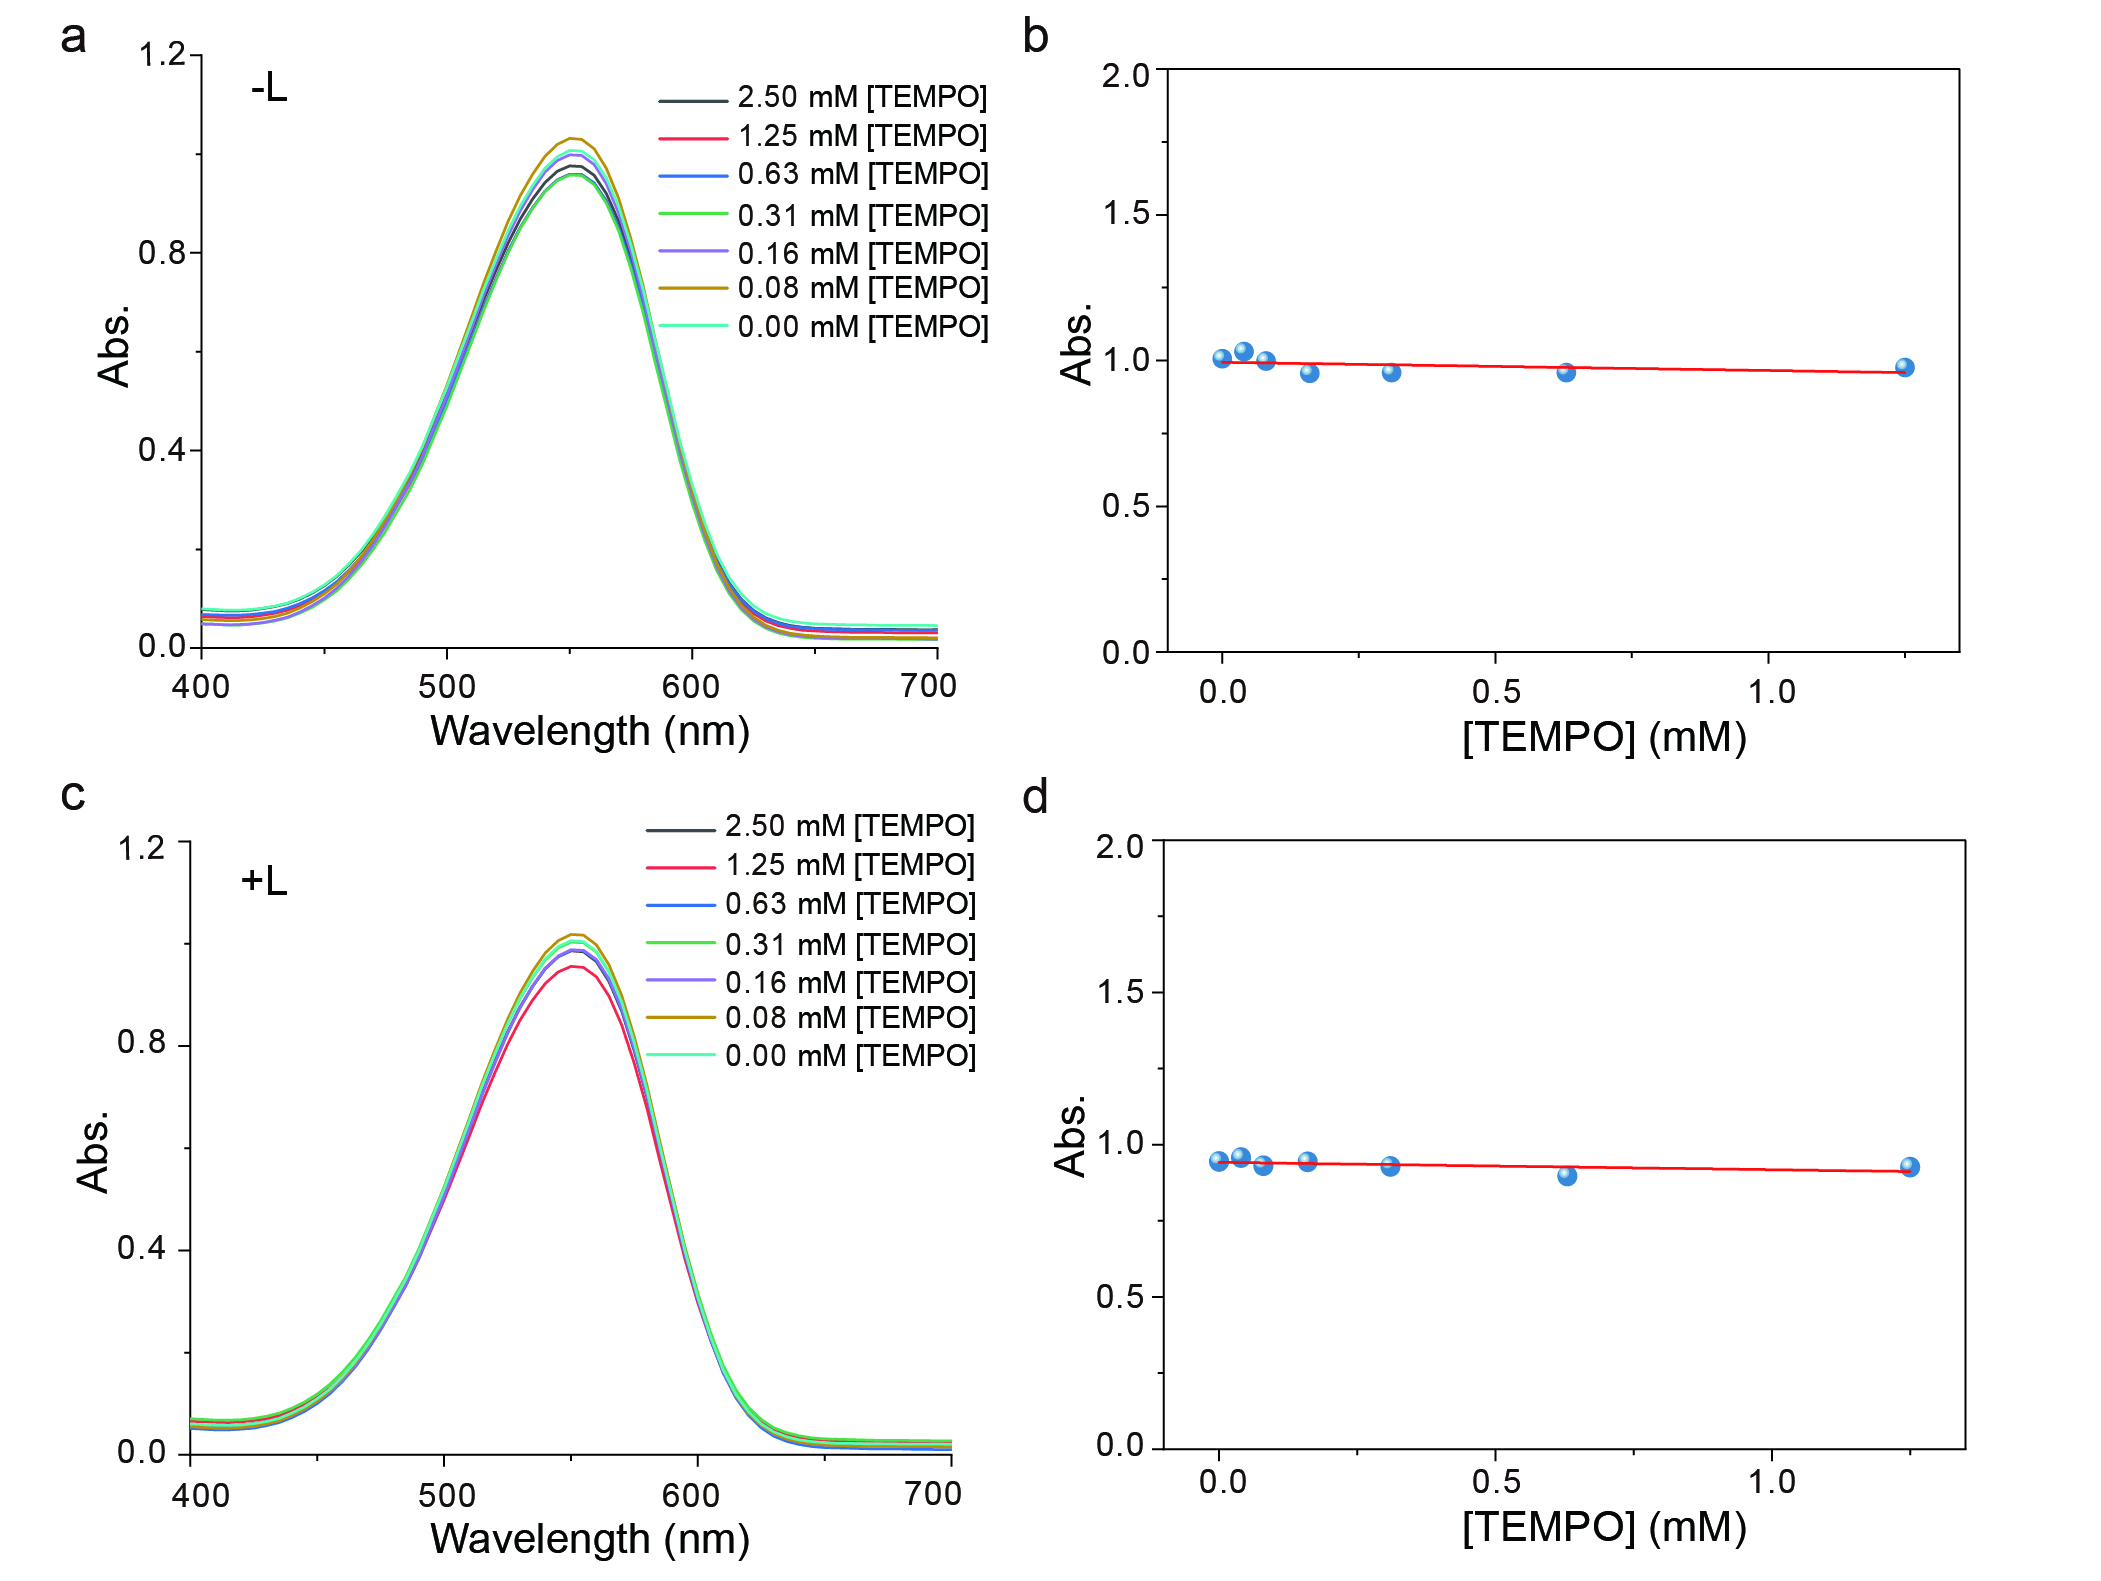 a
-L
1.2
0.8
0.4
0.0
Abs.
400 500 600 700
Wavelength (nm)
2.50 mM [TEMPO]
1.25 mM [TEMPO]
0.63 mM [TEMPO]
0.31 mM [TEMPO]
0.16 mM [TEMPO]
0.08 mM [TEMPO]
0.00 mM [TEMPO]
b
2.0
1.5
1.0
0.5
0.0
Abs.
0.0 0.5 1.0
[TEMPO] (mM)
c
+L
1.2
0.8
0.4
0.0
Abs.
400 500 600 700
Wavelength (nm)
2.50 mM [TEMPO]
1.25 mM [TEMPO]
0.63 mM [TEMPO]
0.31 mM [TEMPO]
0.16 mM [TEMPO]
0.08 mM [TEMPO]
0.00 mM [TEMPO]
d
2.0
1.5
1.0
0.5
0.0
Abs.
0.0 0.5 1.0
[TEMPO] (mM)